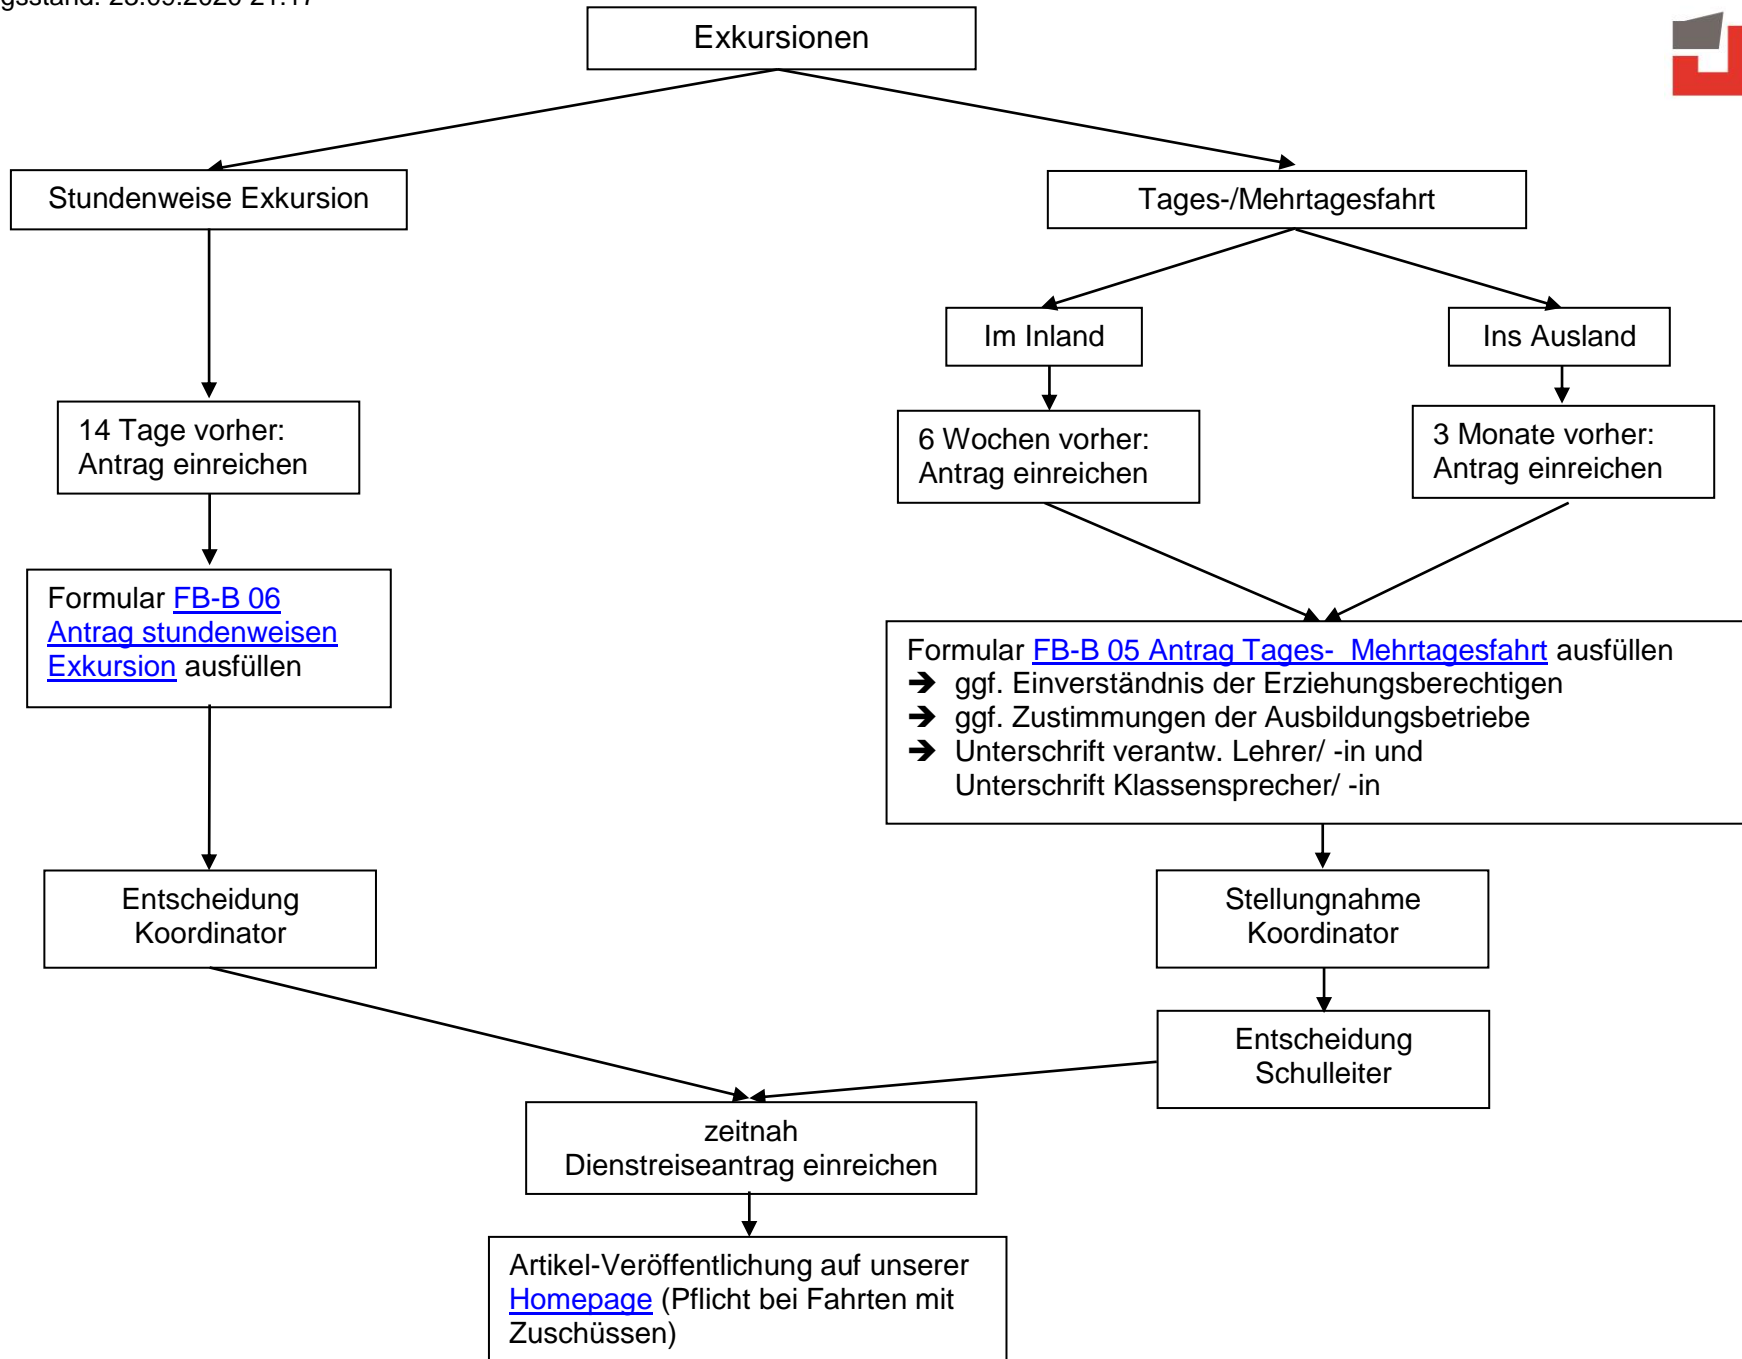 Exkursionen
Stundenweise Exkursion
Tages-/Mehrtagesfahrt
Im Inland
Ins Ausland
14 Tage vorher:
Antrag einreichen
6 Wochen vorher:
Antrag einreichen
3 Monate vorher:
Antrag einreichen
Formular FB-B 06
Antrag stundenweisen
Exkursion ausfüllen
Formular FB-B 05 Antrag Tages- Mehrtagesfahrt ausfüllen
➔ ggf. Einverständnis der Erziehungsberechtigen
➔ ggf. Zustimmungen der Ausbildungsbetriebe
➔ Unterschrift verantw. Lehrer/ -in und
Unterschrift Klassensprecher/ -in
Entscheidung
Koordinator
Stellungnahme
Koordinator
Entscheidung
Schulleiter
zeitnah
Dienstreiseantrag einreichen
Artikel-Veröffentlichung auf unserer
Homepage (Pflicht bei Fahrten mit
Zuschüssen)